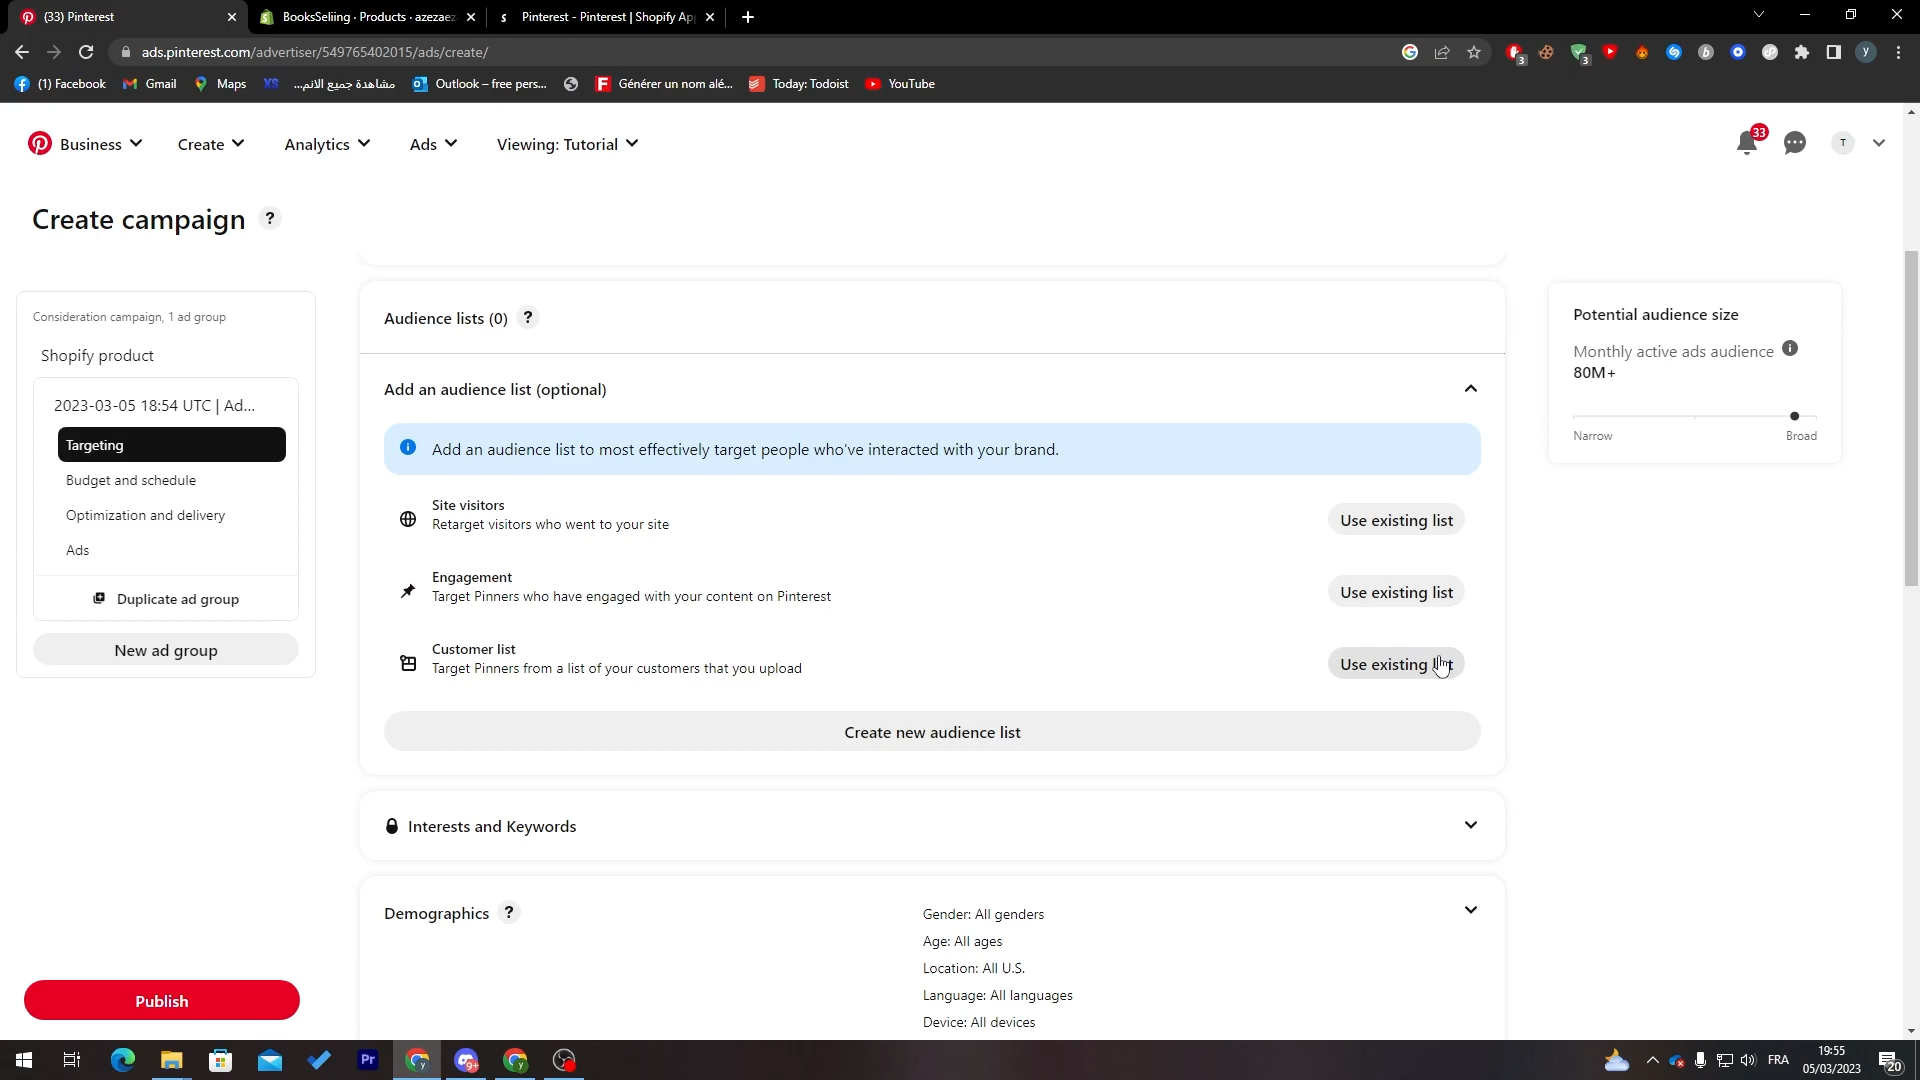 (33) Pinterest
BooksSeliing · Products · azezaez
Pinterest - Pinterest | Shopify Ap
ads.pinterest.com/advertiser/549765402015/ads/create/
3
3
y
(1) Facebook
Gmail
Maps
XS
مشاهدة جميع الانم...
Outlook – free pers...
Générer un nom alé...
Today: Todoist
YouTube
Business
Create
Analytics
Ads
Viewing: Tutorial
33
T
Create campaign ?
Consideration campaign, 1 ad group
Shopify product
2023-03-05 18:54 UTC | Ad...
Targeting
Budget and schedule
Optimization and delivery
Ads
Duplicate ad group
New ad group
Publish
Audience lists (0) ?
Add an audience list (optional)
Add an audience list to most effectively target people who've interacted with your brand.
Site visitors
Retarget visitors who went to your site
Use existing list
Engagement
Target Pinners who have engaged with your content on Pinterest
Use existing list
Customer list
Target Pinners from a list of your customers that you upload
Use existing list
Create new audience list
Interests and Keywords
Demographics ?
Gender: All genders
Age: All ages
Location: All U.S.
Language: All languages
Device: All devices
Potential audience size
Monthly active ads audience
80M+
Narrow
Broad
Pr
9+
FRA
19:55
05/03/2023
20